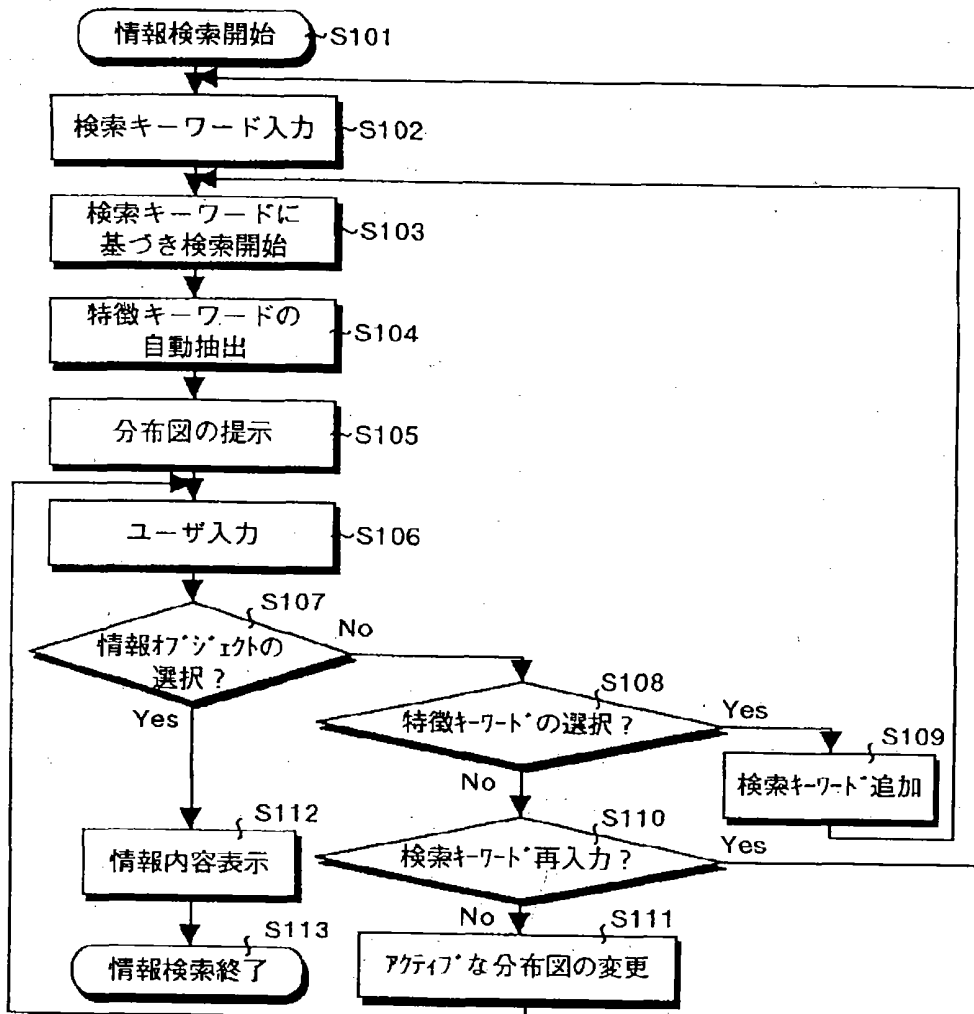 情報検索開始
S101
検索キーワード入力
S102
検索キーワードに
基づき検索開始
S103
特徴キーワードの
自動抽出
S104
分布図の提示
S105
ユーザ入力
S106
S107
情報ｵﾌﾞｼﾞｪｸﾄの
選択？
No
Yes
S108
特徴ｷｰﾜｰﾄﾞの選択？
Yes
No
S109
検索ｷｰﾜｰﾄﾞ追加
S110
検索ｷｰﾜｰﾄﾞ再入力？
Yes
No
S111
ｱｸﾃｨﾌﾞな分布図の変更
S112
情報内容表示
S113
情報検索終了